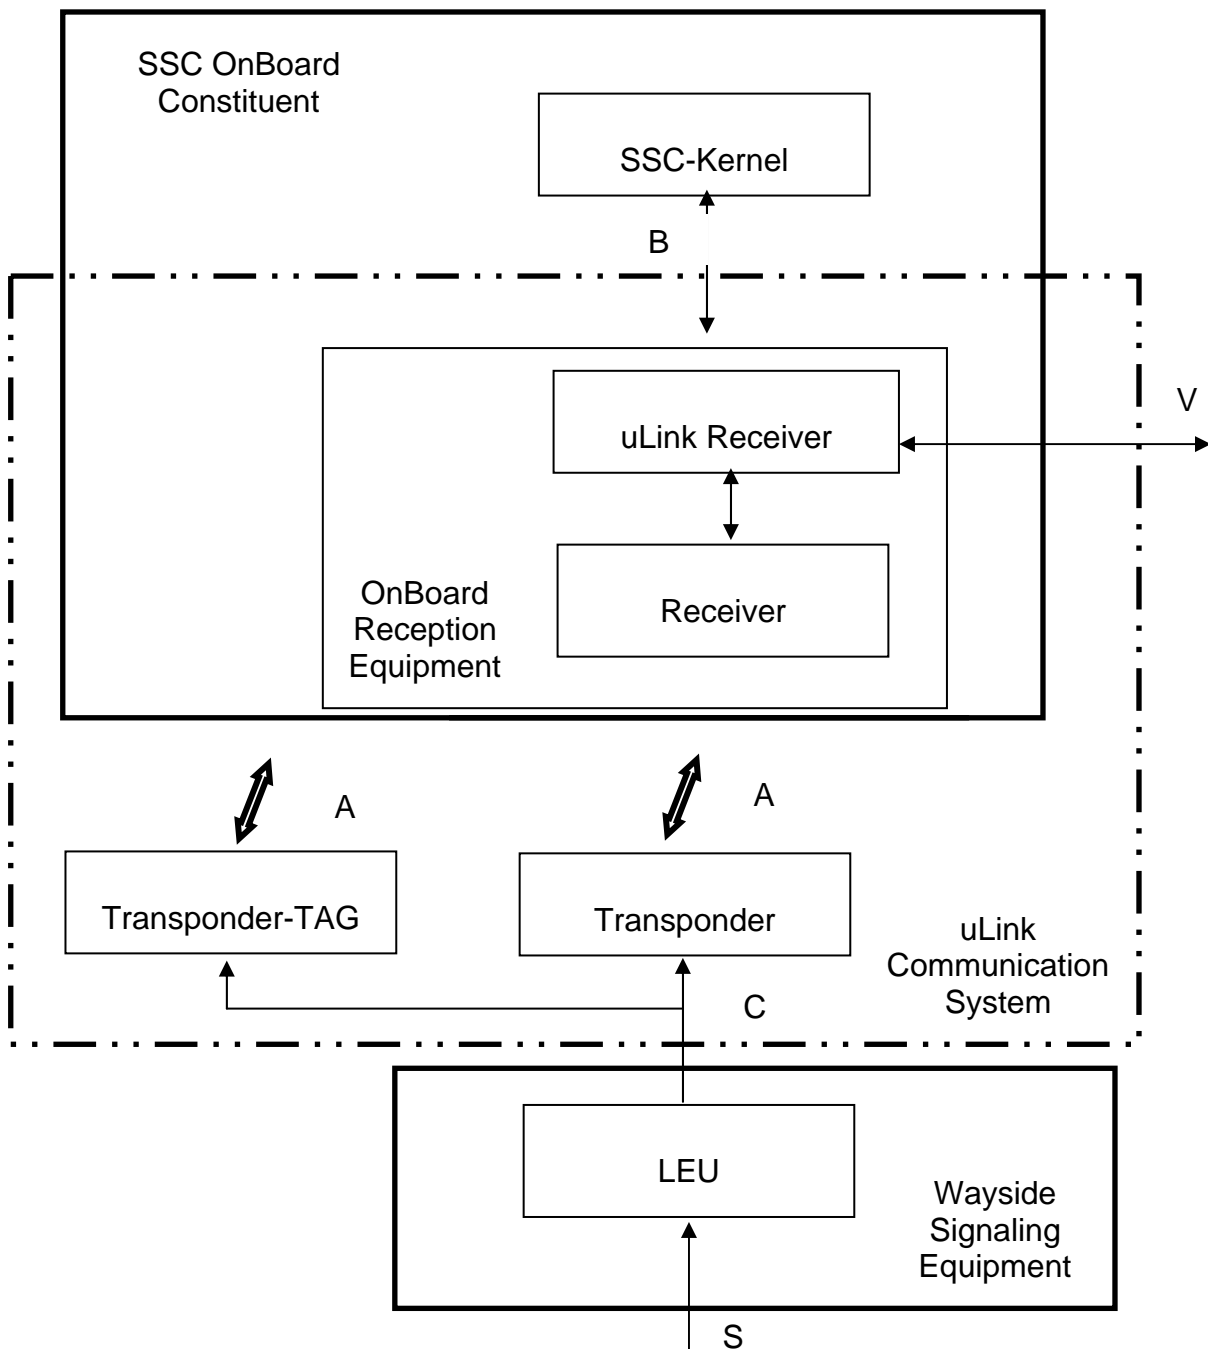 SSC OnBoard
Constituent
SSC-Kernel
B
V
uLink Receiver
OnBoard
Reception
Equipment
Receiver
A
A
Transponder-TAG
Transponder
uLink
Communication
System
C
LEU
Wayside
Signaling
Equipment
S